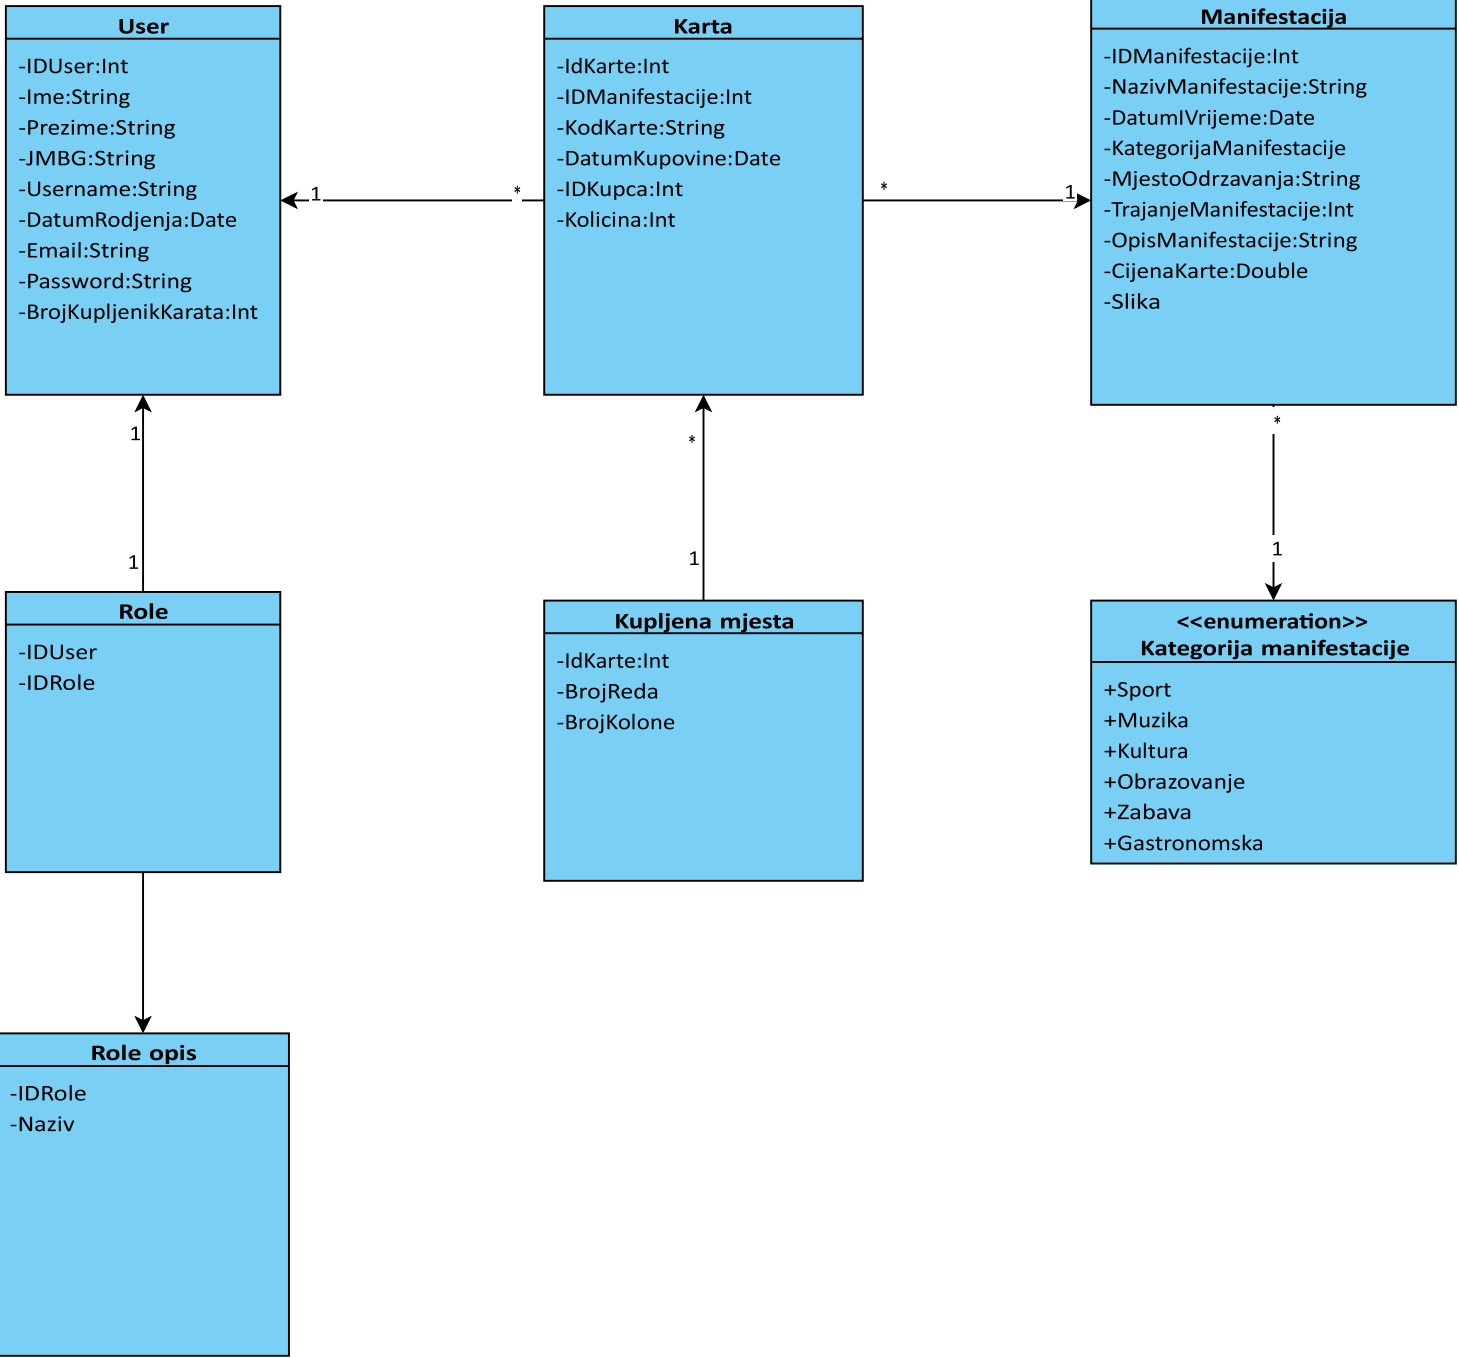 User
-IDUser:Int
-Ime:String
-Prezime:String
-JMBG:String
-Username:String
-DatumRodjenja:Date
-Email:String
-Password:String
-BrojKupljenikKarata:Int
1
*
Karta
-IdKarte:Int
-IDManifestacije:Int
-KodKarte:String
-DatumKupovine:Date
-IDKupca:Int
-Kolicina:Int
*
1
Manifestacija
-IDManifestacije:Int
-NazivManifestacije:String
-DatumIVrijeme:Date
-KategorijaManifestacije
-MjestoOdrzavanja:String
-TrajanjeManifestacije:Int
-OpisManifestacije:String
-CijenaKarte:Double
-Slika
1
1
*
1
*
1
Role
-IDUser
-IDRole
Kupljena mjesta
-IdKarte:Int
-BrojReda
-BrojKolone
<<enumeration>>
Kategorija manifestacije
+Sport
+Muzika
+Kultura
+Obrazovanje
+Zabava
+Gastronomska
Role opis
-IDRole
-Naziv